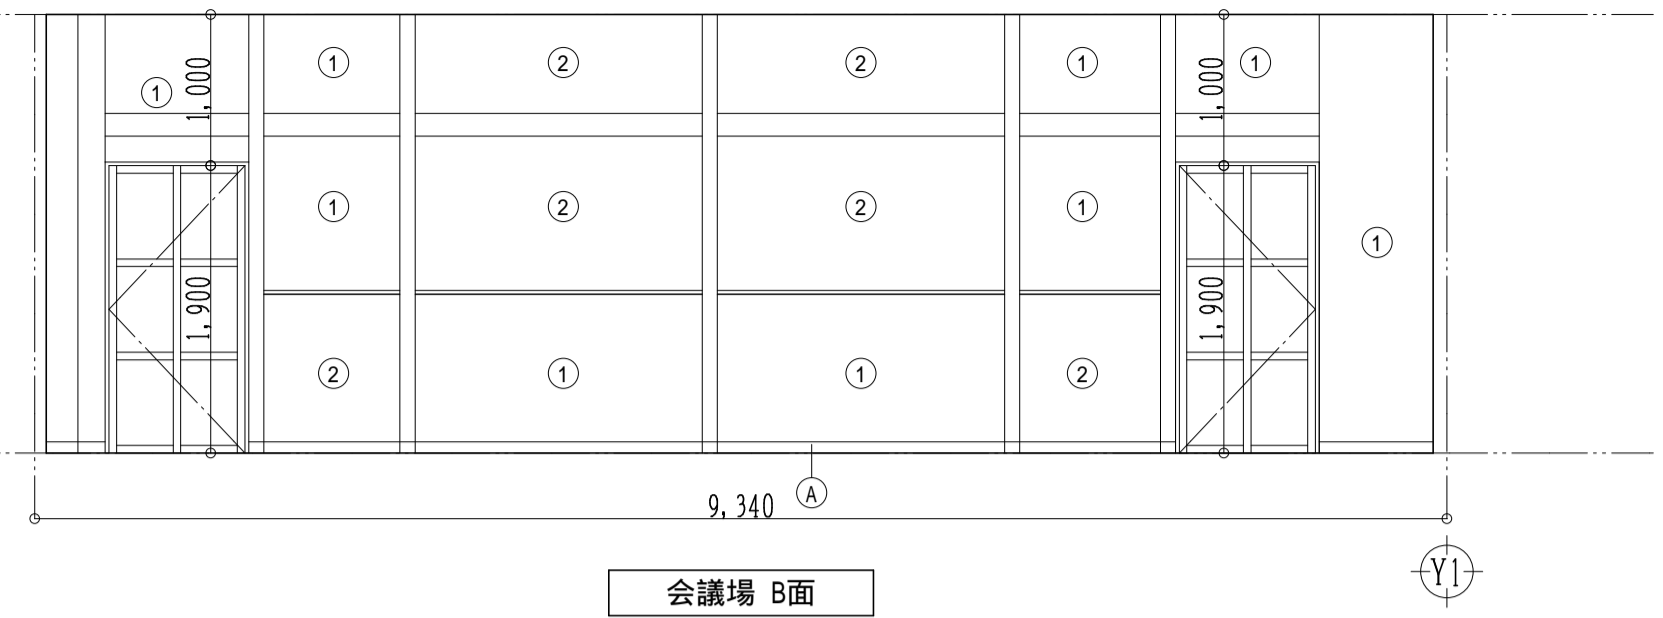 ① ② ② ① ①
①
1,000 1,000
① ② ② ①
①
1,900 1,900
② ① ① ②
A
9,340
Y1
会議場 B面